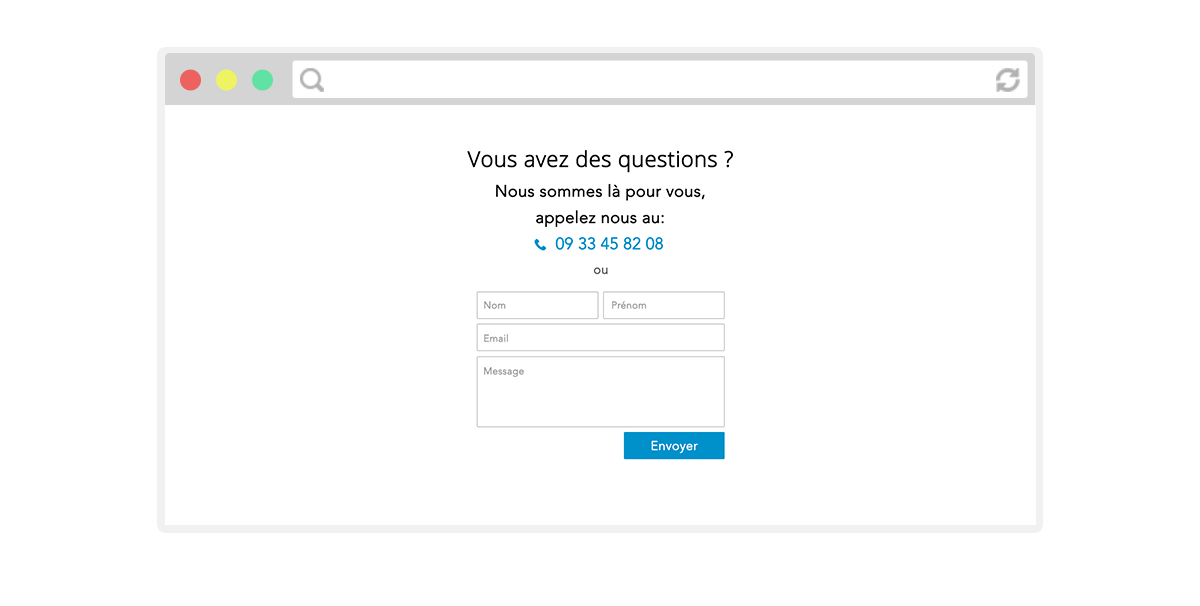 Vous avez des questions ?
Nous sommes là pour vous,
appelez nous au:
09 33 45 82 08
ou
Nom Prénom
Email
Message
Envoyer